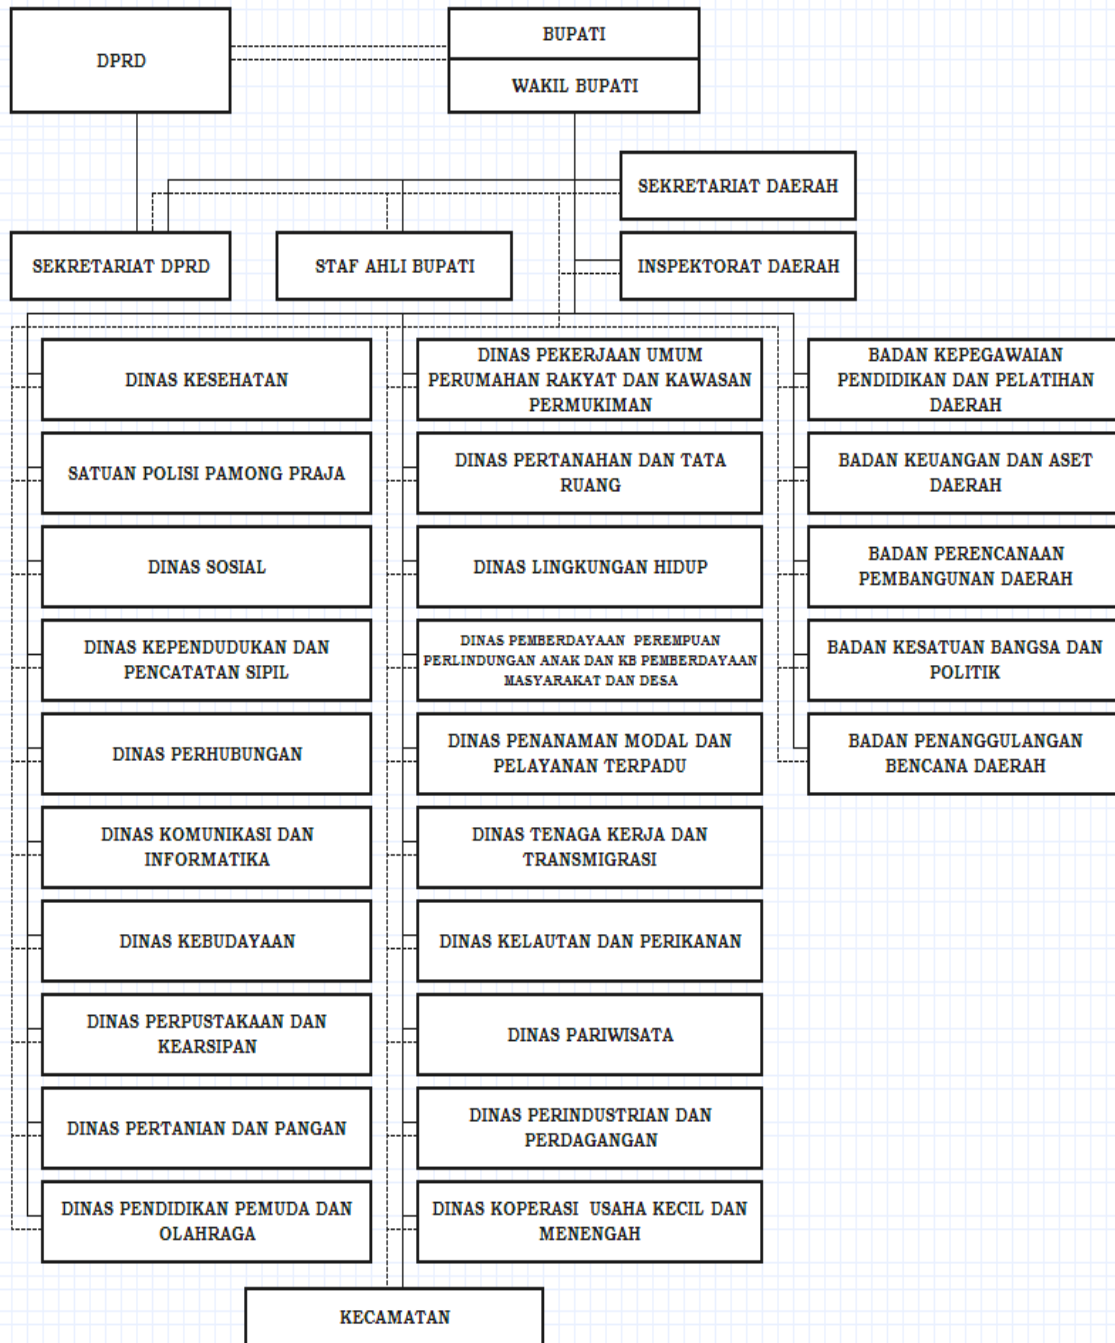 DPRD
BUPATI
WAKIL BUPATI
SEKRETARIAT DAERAH
SEKRETARIAT DPRD
STAF AHLI BUPATI
INSPEKTORAT DAERAH
DINAS KESEHATAN
SATUAN POLISI PAMONG PRAJA
DINAS SOSIAL
DINAS KEPENDUDUKAN DAN
PENCATATAN SIPIL
DINAS PERHUBUNGAN
DINAS KOMUNIKASI DAN
INFORMATIKA
DINAS KEBUDAYAAN
DINAS PERPUSTAKAAN DAN
KEARSIPAN
DINAS PERTANIAN DAN PANGAN
DINAS PENDIDIKAN PEMUDA DAN
OLAHRAGA
DINAS PEKERJAAN UMUM
PERUMAHAN RAKYAT DAN KAWASAN
PERMUKIMAN
DINAS PERTANAHAN DAN TATA
RUANG
DINAS LINGKUNGAN HIDUP
DINAS PEMBERDAYAAN PEREMPUAN
PERLINDUNGAN ANAK DAN KB PEMBERDAYAAN
MASYARAKAT DAN DESA
DINAS PENANAMAN MODAL DAN
PELAYANAN TERPADU
DINAS TENAGA KERJA DAN
TRANSMIGRASI
DINAS KELAUTAN DAN PERIKANAN
DINAS PARIWISATA
DINAS PERINDUSTRIAN DAN
PERDAGANGAN
DINAS KOPERASI USAHA KECIL DAN
MENENGAH
BADAN KEPEGAWAIAN
PENDIDIKAN DAN PELATIHAN
DAERAH
BADAN KEUANGAN DAN ASET
DAERAH
BADAN PERENCANAAN
PEMBANGUNAN DAERAH
BADAN KESATUAN BANGSA DAN
POLITIK
BADAN PENANGGULANGAN
BENCANA DAERAH
KECAMATAN